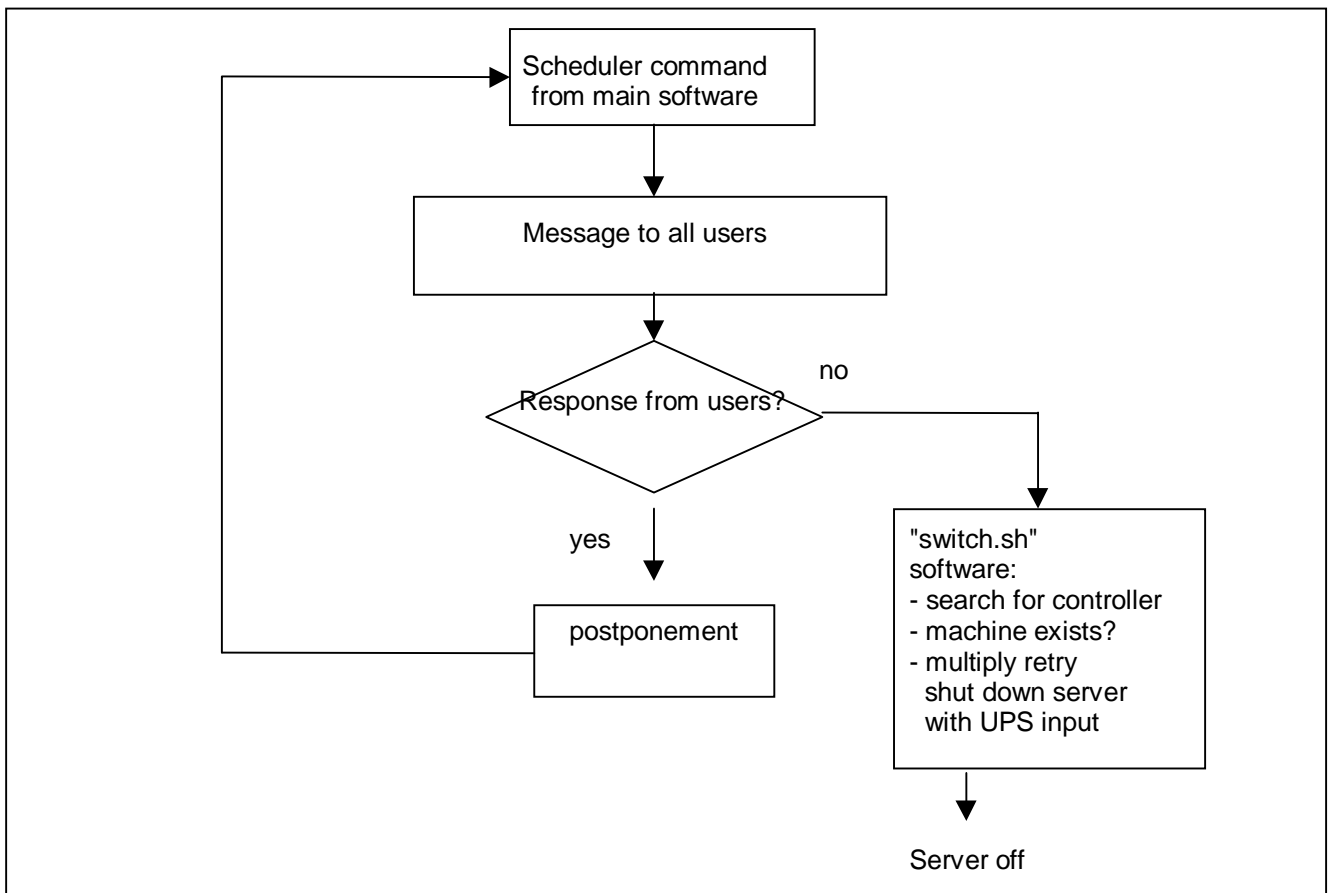 Scheduler command
from main software
Message to all users
Response from users?
no
yes
postponement
"switch.sh"
software:
- search for controller
- machine exists?
- multiply retry
shut down server
with UPS input
Server off